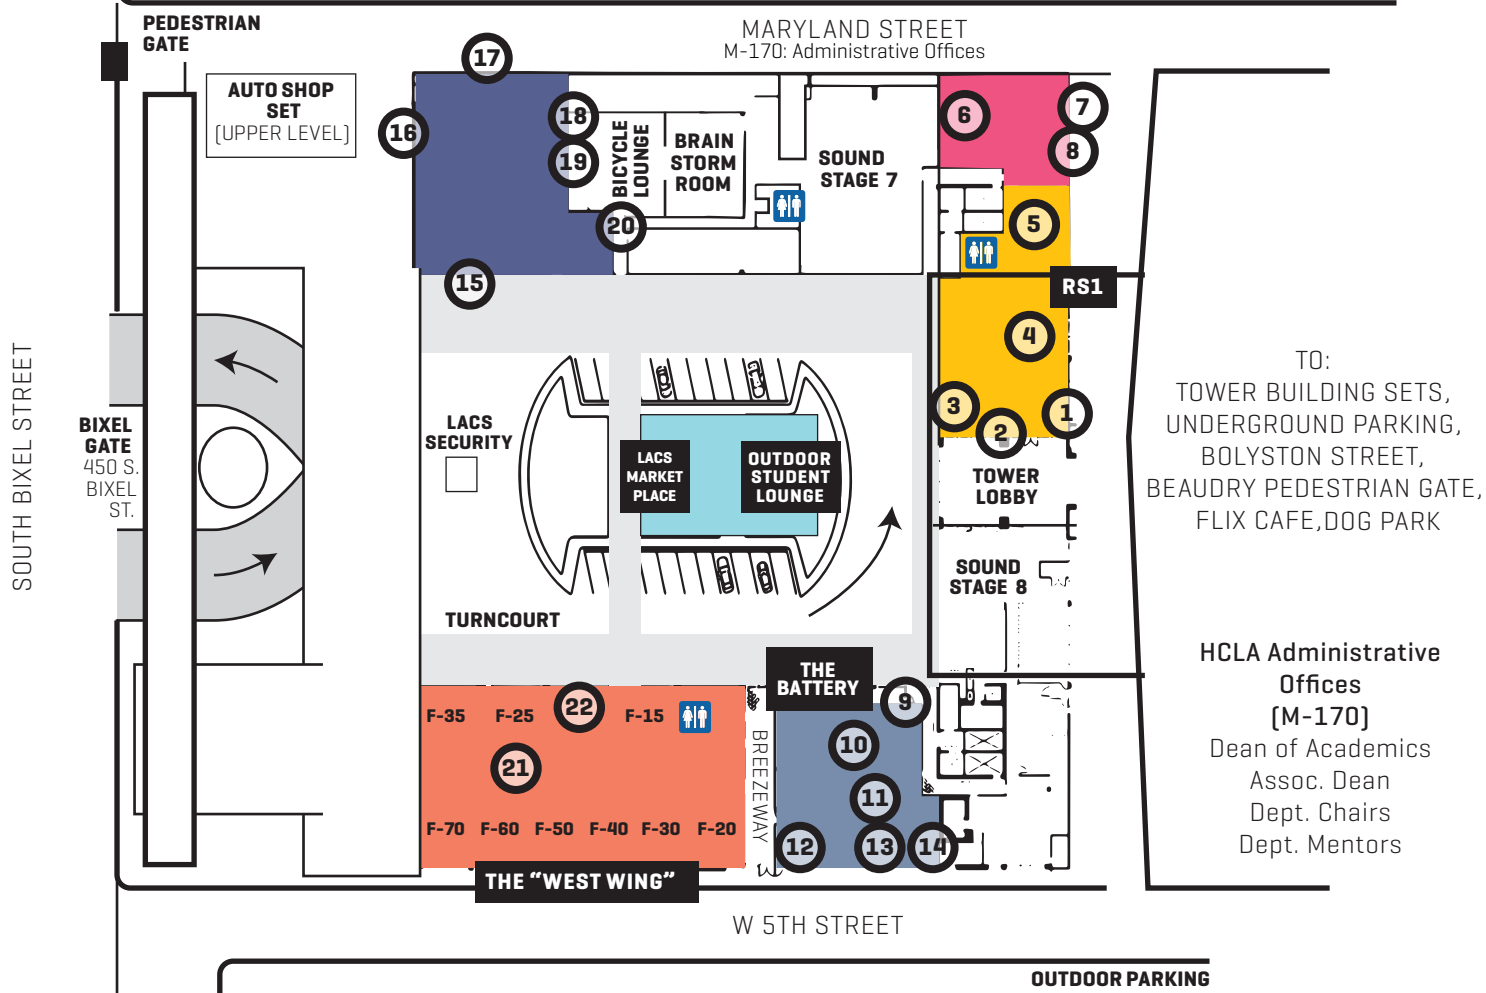 PEDESTRIAN
GATE
MARYLAND STREET
M-170: Administrative Offices
AUTO SHOP
SET
[UPPER LEVEL]
17
16
18
19
BICYCLE
LOUNGE
BRAIN
STORM
ROOM
SOUND
STAGE 7
6
7
8
20
5
15
RS1
4
3
2
1
SOUTH BIXEL STREET
BIXEL
GATE
450 S.
BIXEL
ST.
LACS
SECURITY
LACS
MARKET
PLACE
OUTDOOR
STUDENT
LOUNGE
TOWER
LOBBY
TO:
TOWER BUILDING SETS,
UNDERGROUND PARKING,
BOLYSTON STREET,
BEAUDRY PEDESTRIAN GATE,
FLIX CAFE,DOG PARK
SOUND
STAGE 8
TURNCOURT
THE
BATTERY
HCLA Administrative
Offices
(M-170)
Dean of Academics
Assoc. Dean
Dept. Chairs
Dept. Mentors
F-35
F-25
22
F-15
9
10
21
11
BREEZEWAY
F-70
F-60
F-50
F-40
F-30
F-20
12
13
14
THE “WEST WING”
W 5TH STREET
OUTDOOR PARKING